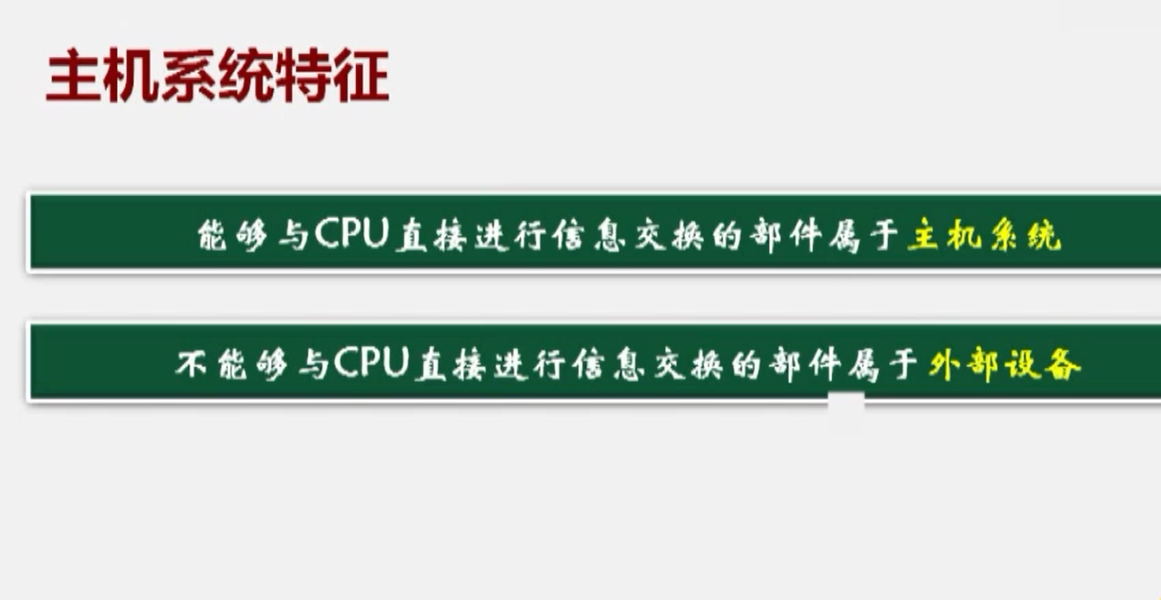 主机系统特征
能够与CPU直接进行信息交换的部件属于主机系统
不能够与CPU直接进行信息交换的部件属于外部设备